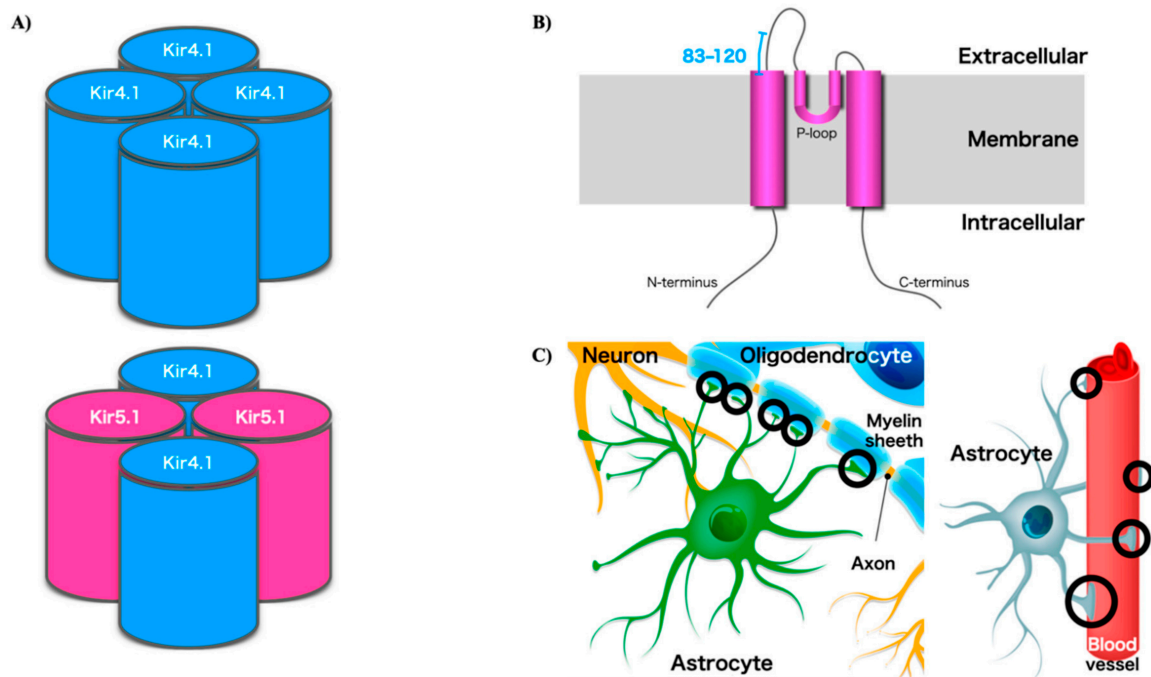 A)
Kir4.1
Kir4.1 Kir4.1
Kir4.1
Kir4.1
Kir5.1 Kir5.1
Kir4.1
B)
83-120
Extracellular
P-loop
Membrane
Intracellular
N-terminus
C-terminus
C)
Neuron
Oligodendrocyte
Myelin
sheeth
Axon
Astrocyte
Astrocyte
Blood
vessel